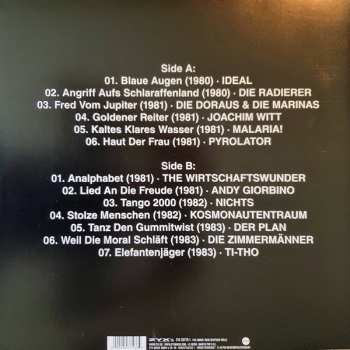 Side A:
01. Blaue Augen (1980) · IDEAL
02. Angriff Aufs Schlaraffenland (1980) · DIE RADIERER
03. Fred Vom Jupiter (1981) · DIE DORAUS & DIE MARINAS
04. Goldener Reiter (1981) · JOACHIM WITT
05. Kaltes Klares Wasser (1981) · MALARIA!
06. Haut Der Frau (1981) · PYROLATOR
Side B:
01. Analphabet (1981) · THE WIRTSCHAFTSWUNDER
02. Lied An Die Freude (1981) · ANDY GIORBINO
03. Tango 2000 (1982) · NICHTS
04. Stolze Menschen (1982) · KOSMONAUTENTRAUM
05. Tanz Den Gummitwist (1983) · DER PLAN
06. Weil Die Moral Schläft (1983) · DIE ZIMMERMÄNNER
07. Elefantenjäger (1983) · TI-THO
ZYX